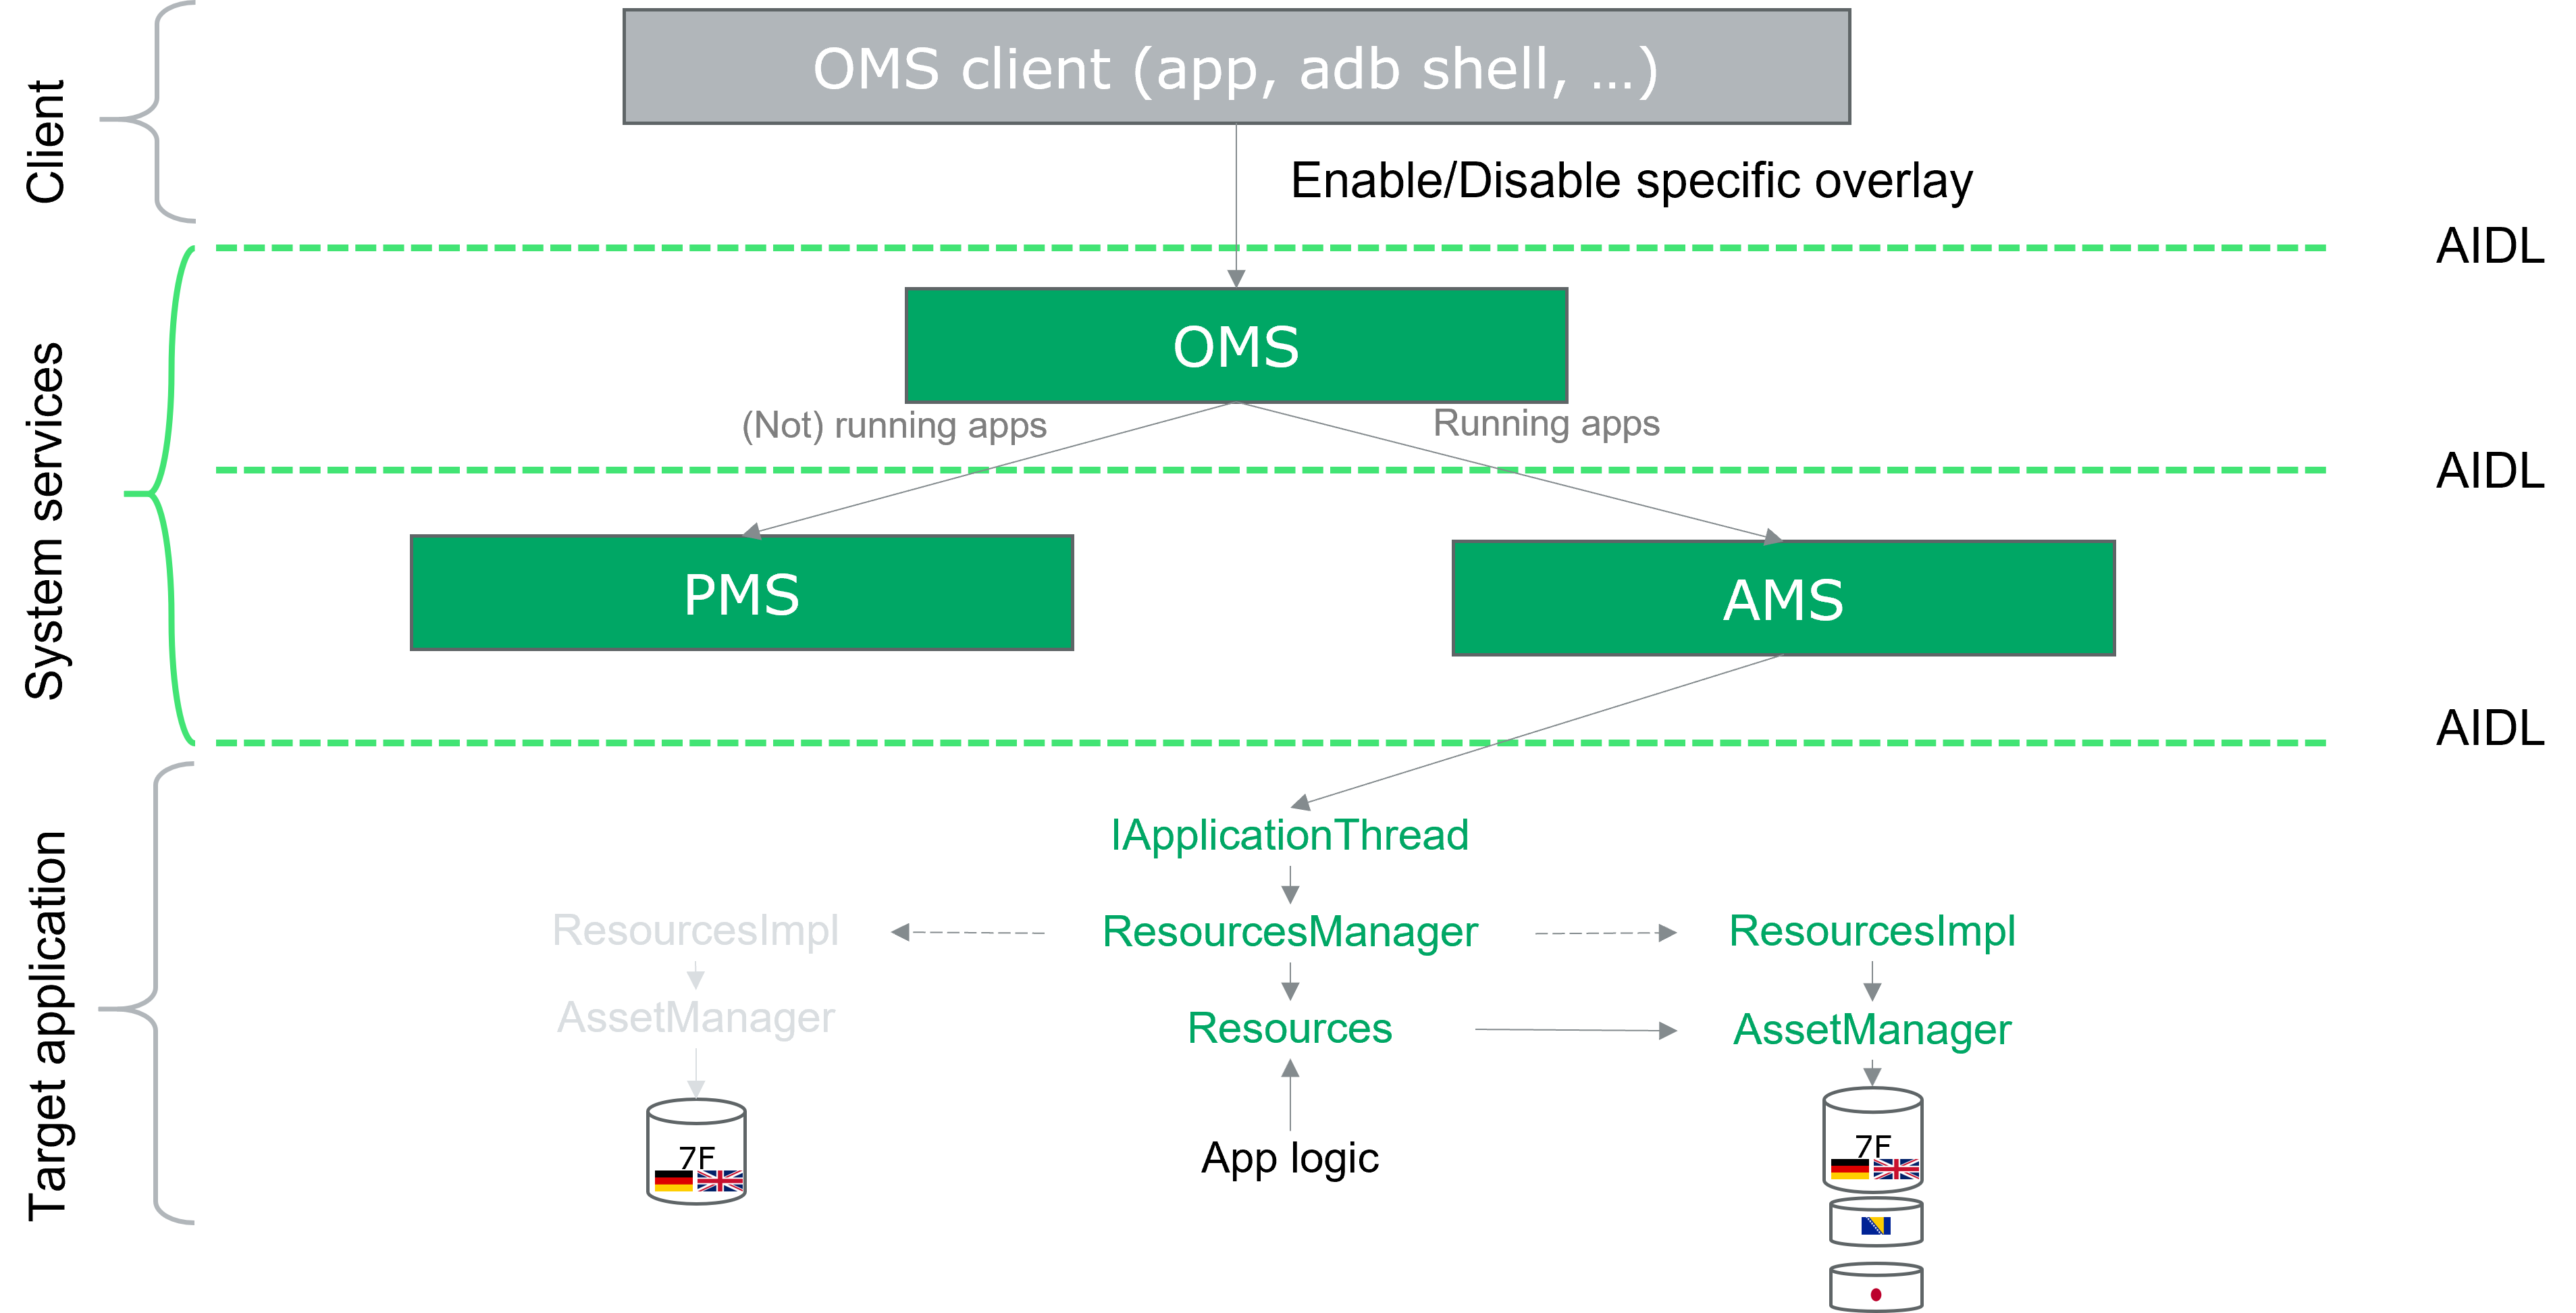 Client
OMS client (app, adb shell, ...)
Enable/Disable specific overlay
AIDL
System services
OMS
(Not) running apps
Running apps
AIDL
PMS
AMS
AIDL
Target application
IApplicationThread
ResourcesImpl
ResourcesManager
ResourcesImpl
AssetManager
Resources
AssetManager
7F
App logic
7F